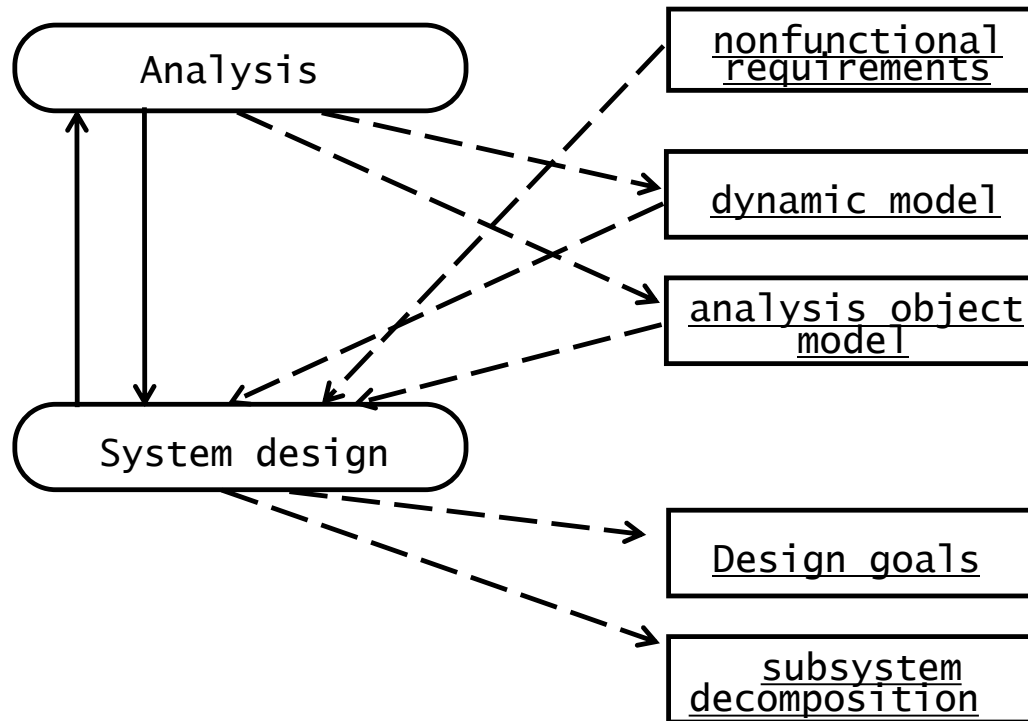 Analysis
nonfunctional
requirements
dynamic model
analysis object
model
System design
Design goals
subsystem
decomposition